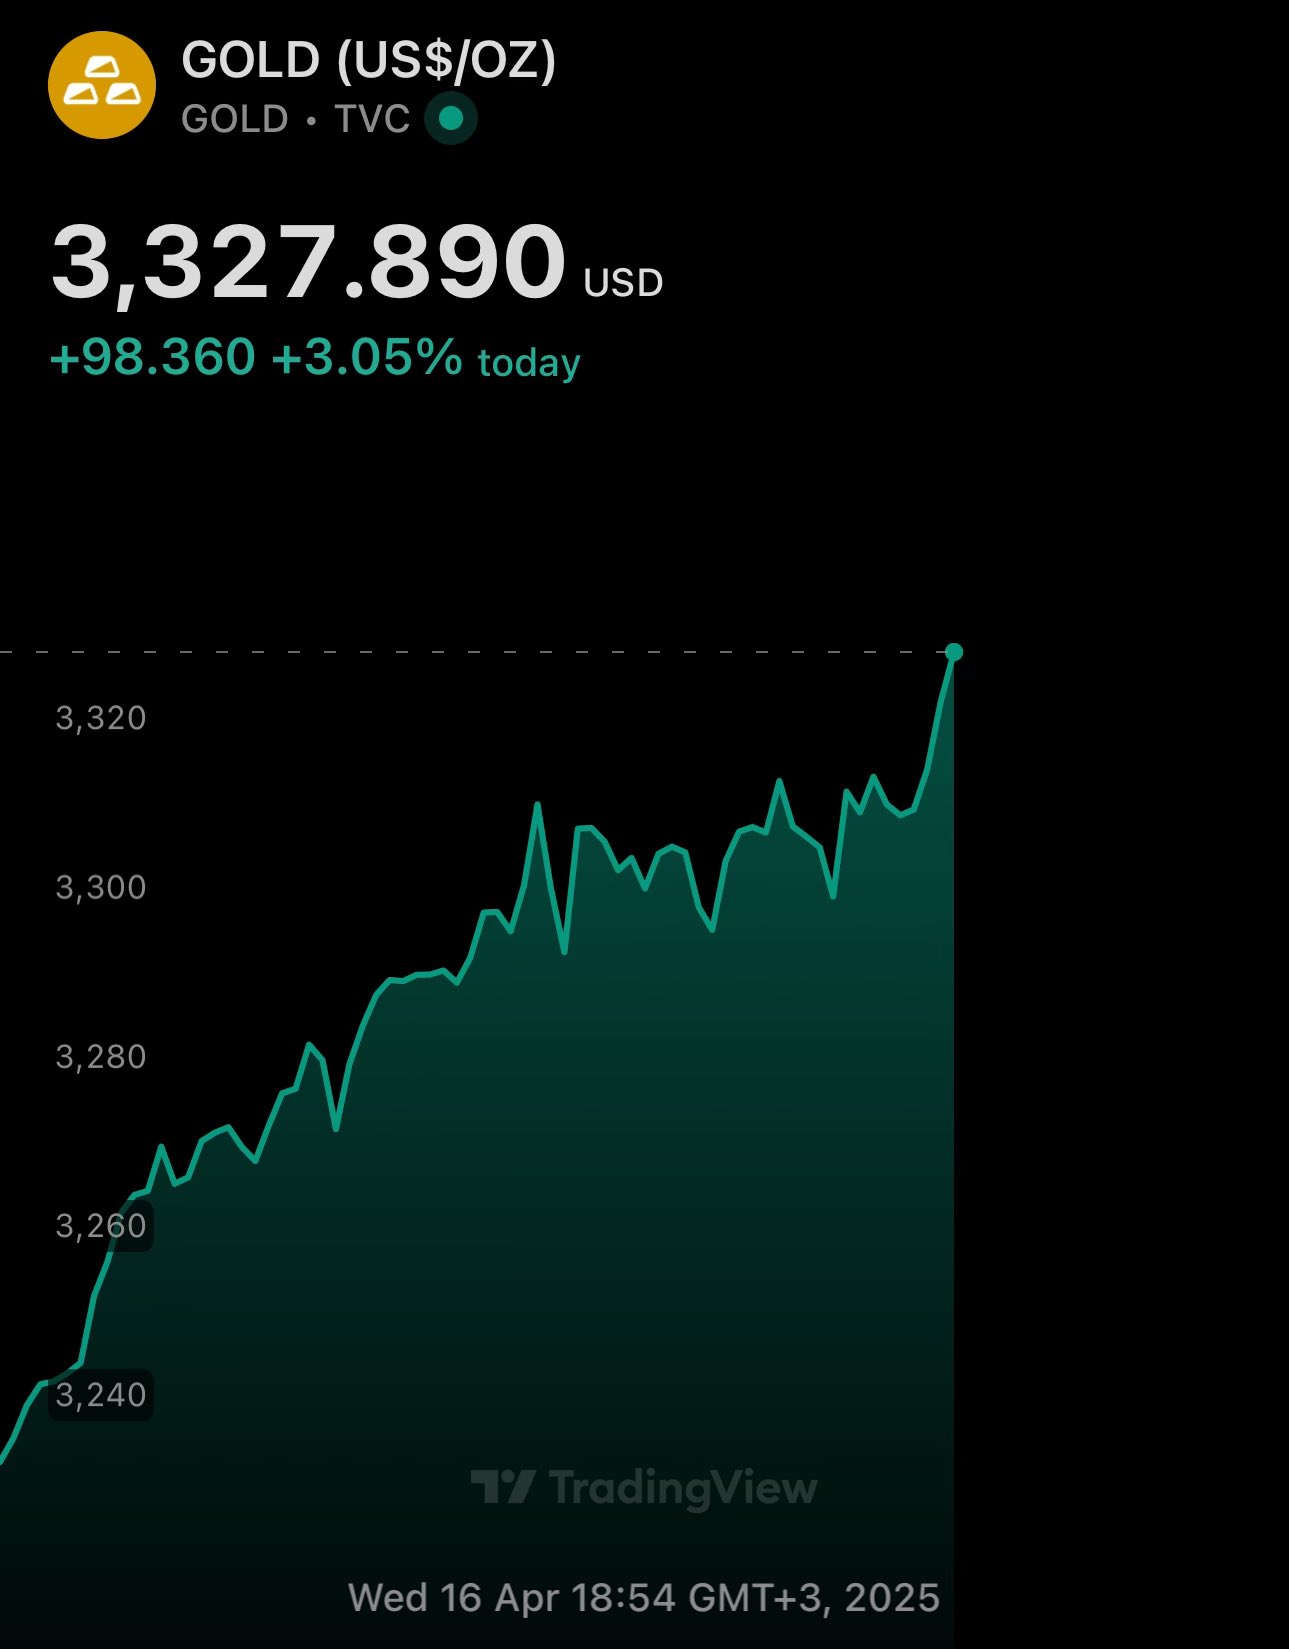 GOLD (US$/OZ)
GOLD • TVC
3,327.890 USD
+98.360 +3.05% today
3,320
3,300
3,280
3,260
3,240
TradingView
Wed 16 Apr 18:54 GMT+3, 2025